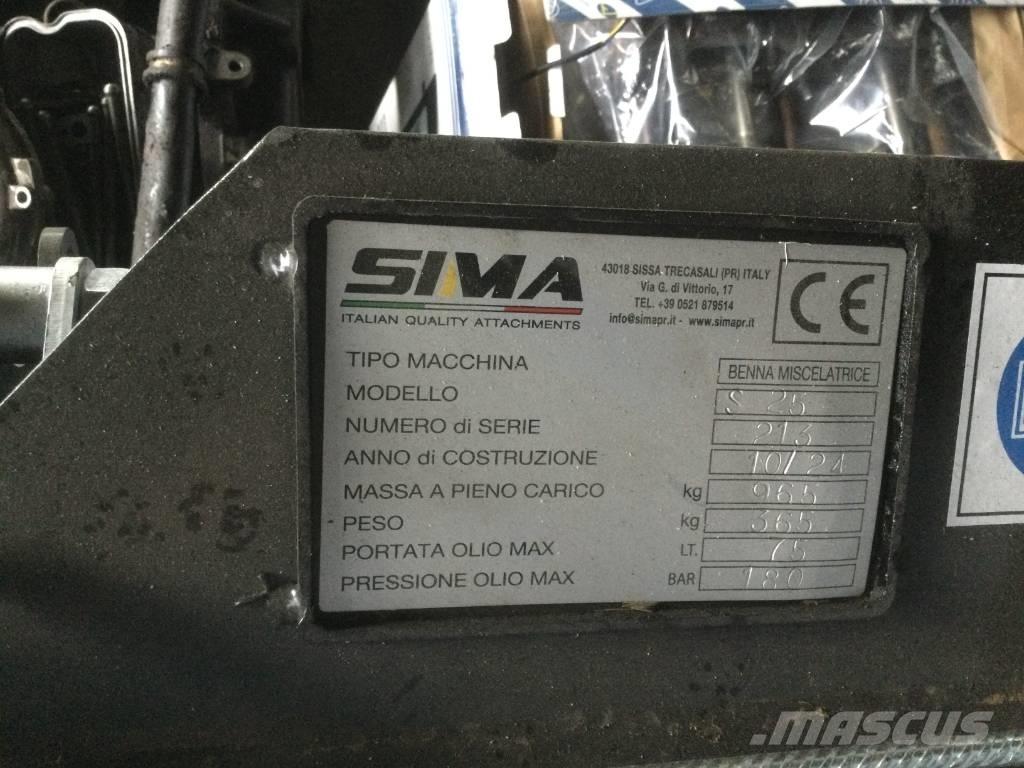 SIMA
ITALIAN QUALITY ATTACHMENTS
43018 SISSA TRECASALI (PR) ITALY
Via G. di Vittorio, 17
TEL. +39 0521 879514
info@simapr.it - www.simapr.it
CE
TIPO MACCHINA BENNA MISCELATRICE
MODELLO S 25
NUMERO di SERIE 213
ANNO di COSTRUZIONE 10/24
MASSA A PIENO CARICO kg 965
PESO kg 365
PORTATA OLIO MAX LT. 75
PRESSIONE OLIO MAX BAR 180
MASCUS